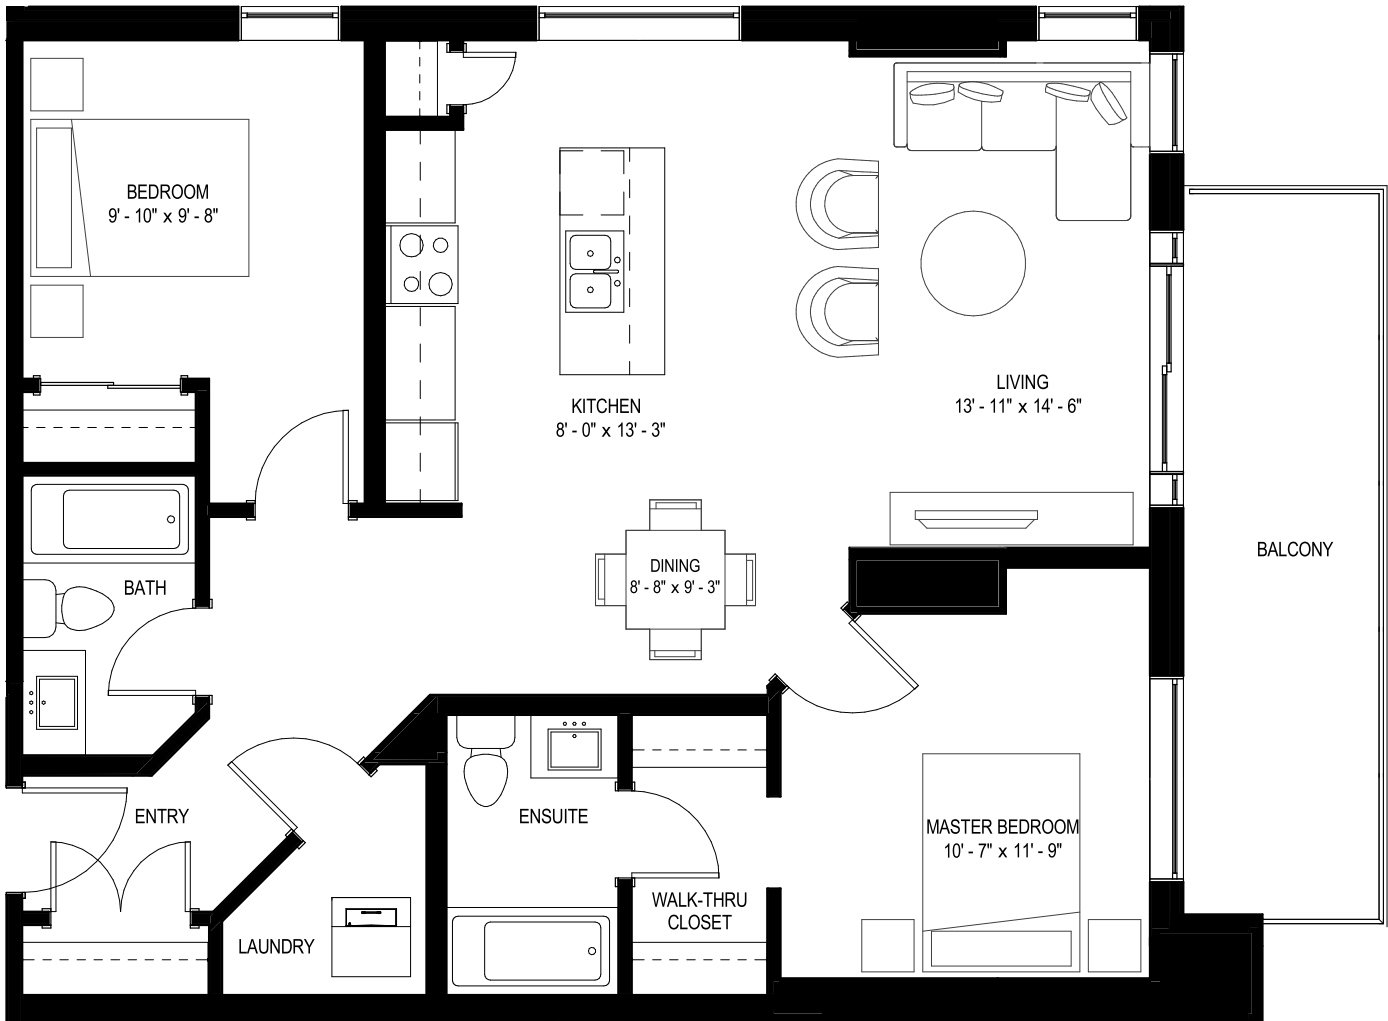 BEDROOM
9' - 10" x 9' - 8"
KITCHEN
8' - 0" x 13' - 3"
LIVING
13' - 11" x 14' - 6"
BALCONY
DINING
8' - 8" x 9' - 3"
BATH
ENTRY
ENSUITE
MASTER BEDROOM
10' - 7" x 11' - 9"
WALK-THRU
CLOSET
LAUNDRY